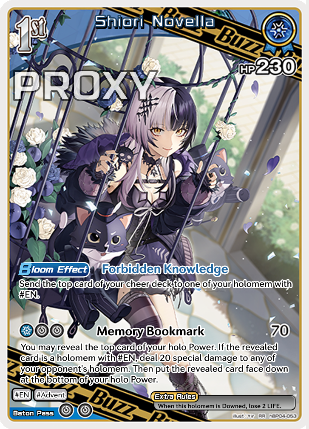 Shiori Novella
1st
Buzz
Buzz
HP230
PROXY
Bloom Effect Forbidden Knowledge
Send the top card of your cheer deck to one of your holomem with
#EN.
Memory Bookmark 70
You may reveal the top card of your holo Power. If the revealed
card is a holomem with #EN, deal 20 special damage to any of
your opponent's holomem. Then put the revealed card face down
at the bottom of your holo Power.
#EN #Advent
Extra Rules
When this holomem is Downed, lose 2 LIFE.
Baton Pass
Buzz
RR hBP04-053